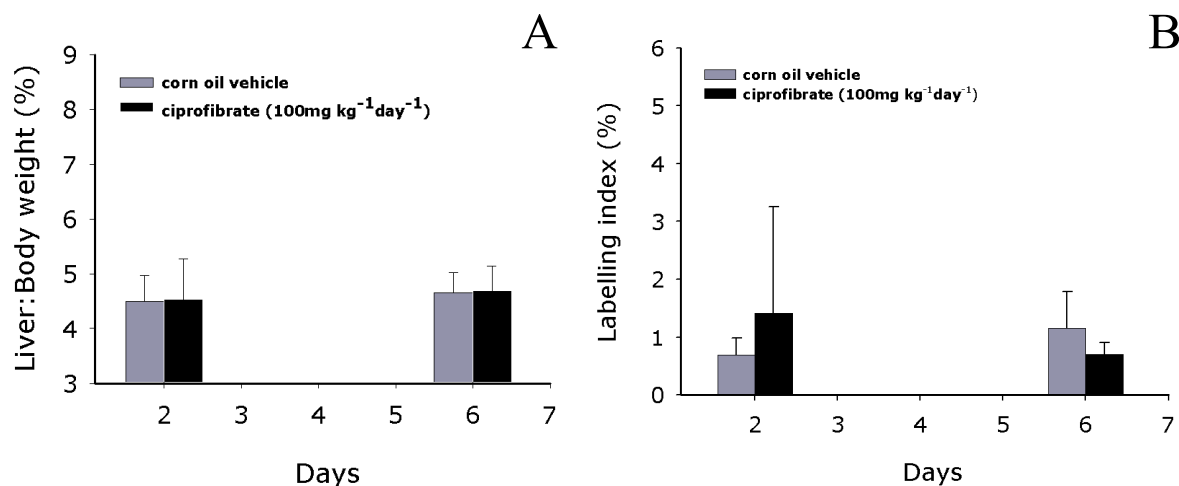 A
Liver:Body weight (%)
9
8
7
6
5
4
3
corn oil vehicle
ciprofibrate (100mg kg⁻¹day⁻¹)
2 3 4 5 6 7
Days
B
Labelling index (%)
6
5
4
3
2
1
0
corn oil vehicle
ciprofibrate (100mg kg⁻¹day⁻¹)
2 3 4 5 6 7
Days